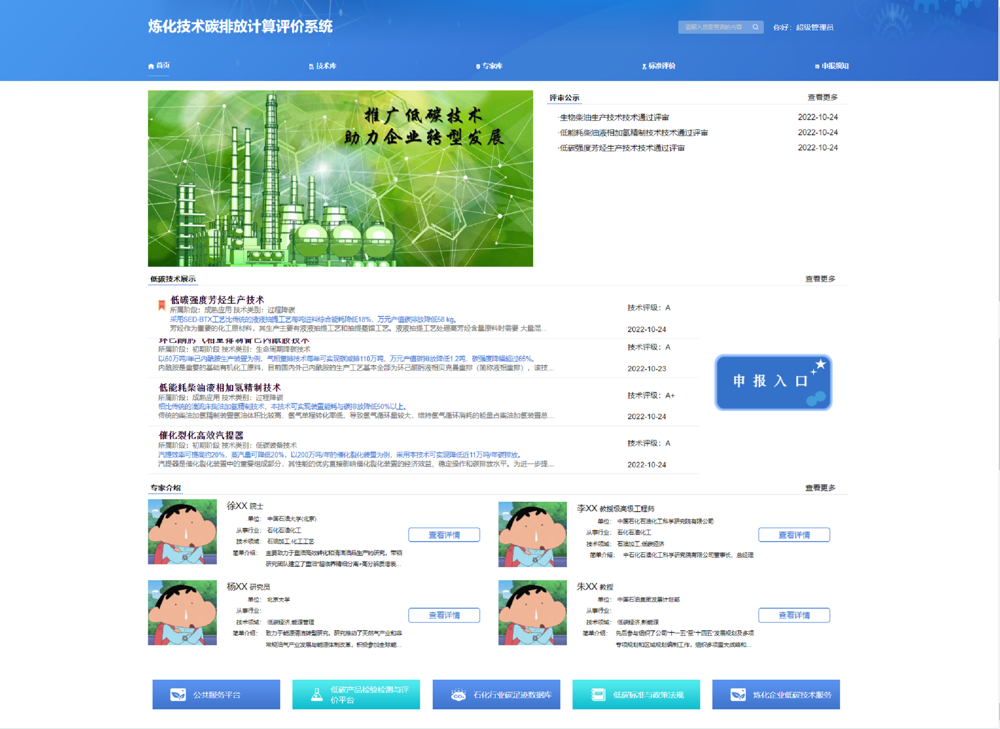 炼化技术碳排放计算评价系统
请输入您要查询的内容
你好：超级管理员
首页
技术库
专家库
标准评价
申报须知
推广低碳技术
助力企业转型发展
评审公示
查看更多
·生物柴油生产技术技术通过评审 2022-10-24
·低能耗柴油液相加氢精制技术技术通过评审 2022-10-24
·低碳强度芳烃生产技术技术通过评审 2022-10-24
低碳技术展示
查看更多
低碳强度芳烃生产技术
所属阶段：成熟应用 技术类别：过程降碳
技术评级：A
采用SED-BTX工艺比传统的液液抽提工艺每吨进料综合能耗降低18%，万元产值碳排放降低58 kg。
芳烃作为重要的化工原材料，其生产主要有液液抽提工艺和抽提蒸馏工艺。液液抽提工艺处理高芳烃含量原料时需要 大量混...
2022-10-24
环己酮肟气相重排制备己内酰胺技术
所属阶段：初期阶段 技术类别：生命周期降碳技术
技术评级：A
以60万吨/年己内酰胺生产装置为例，气相重排技术每年可实现碳减排110万吨，万元产值碳排放降低1.2吨，碳强度降幅超过65%。
内酰胺是重要的基础有机化工原料，目前国内外己内酰胺的生产工艺基本全部为环己酮肟液相贝克曼重排（简称液相重排），该技...
2022-10-23
申报入口
低能耗柴油液相加氢精制技术
所属阶段：成熟应用 技术类别：过程降碳
技术评级：A+
相比传统的滴流床柴油加氢精制技术，本技术可实现装置能耗与碳排放降低50%以上。
传统的柴油加氢精制装置氢油体积比较高，氢气单程转化率低，导致氢气循环量较大，维持氢气循环消耗的能量占柴油加氢装置总...
2022-10-24
催化裂化高效汽提器
所属阶段：初期阶段 技术类别：低碳装备技术
技术评级：A
汽提效率可提高约20%，蒸汽量可降低20%，以200万吨/年的催化裂化装置为例，采用本技术可实现降低近11万吨/年碳排放。
汽提器是催化裂化装置中的重要组成部分，其性能的优劣直接影响催化裂化装置的经济效益、稳定操作和碳排放水平。为进一步提...
2022-10-24
专家介绍
查看更多
徐XX 院士
单位：中国石油大学(北京)
从事行业：石化石油化工
技术领域：石油加工,化工工艺
简单介绍：主要致力于重油高效转化和清洁油品生产的研究，带领
研究团队建立了重油"超临界精细分离+高分辨质谱表...
查看详情
李XX 教授级高级工程师
单位：中国石化石油化工科学研究院有限公司
从事行业：石化石油化工
技术领域：石油加工,低碳经济
简单介绍：中石化石油化工科学研究院有限公司董事长、总经理
查看详情
杨XX 研究员
单位：北京大学
从事行业：
技术领域：低碳经济,能源管理
简单介绍：致力于能源清洁转型研究，研究推动了天然气产业和非
常规油气产业发展与能源体制改革，积极参加全球能...
查看详情
朱XX 教授
单位：中国石油集团发展计划部
从事行业：
技术领域：低碳经济,新能源
简单介绍：先后参与组织了公司"十一五"至"十四五"发展规划及多项
专项规划和区域规划编制工作，组织多项重大战略和...
查看详情
公共服务平台
低碳产品检验检测与评
价平台
CO₂
石化行业碳足迹数据库
低碳标准与政策法规
炼化企业低碳技术服务